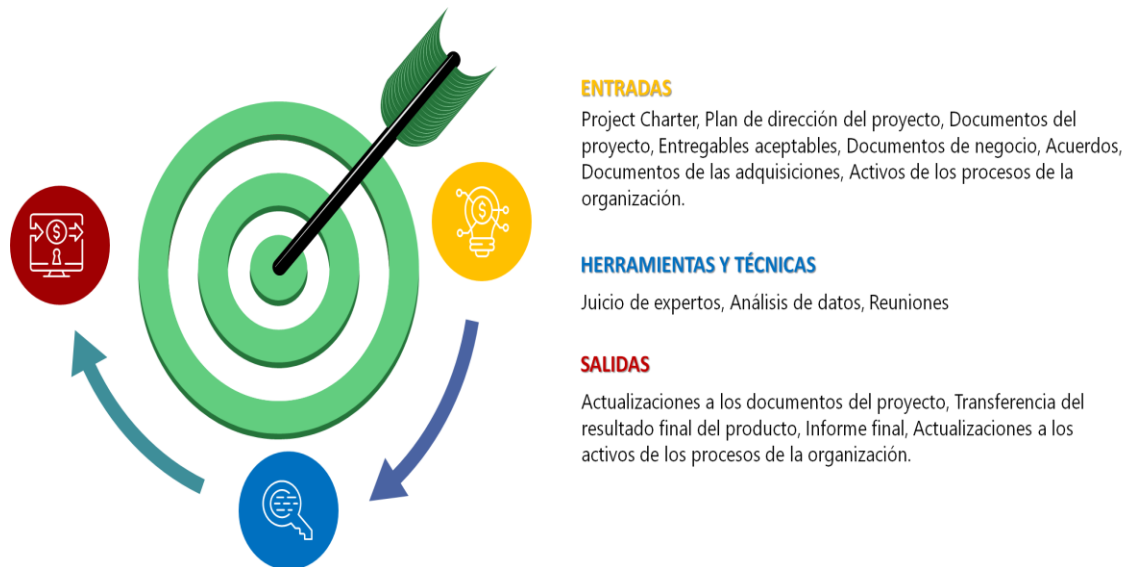 ENTRADAS
Project Charter, Plan de dirección del proyecto, Documentos del
proyecto, Entregables aceptables, Documentos de negocio, Acuerdos,
Documentos de las adquisiciones, Activos de los procesos de la
organización.
HERRAMIENTAS Y TÉCNICAS
Juicio de expertos, Análisis de datos, Reuniones
SALIDAS
Actualizaciones a los documentos del proyecto, Transferencia del
resultado final del producto, Informe final, Actualizaciones a los
activos de los procesos de la organización.